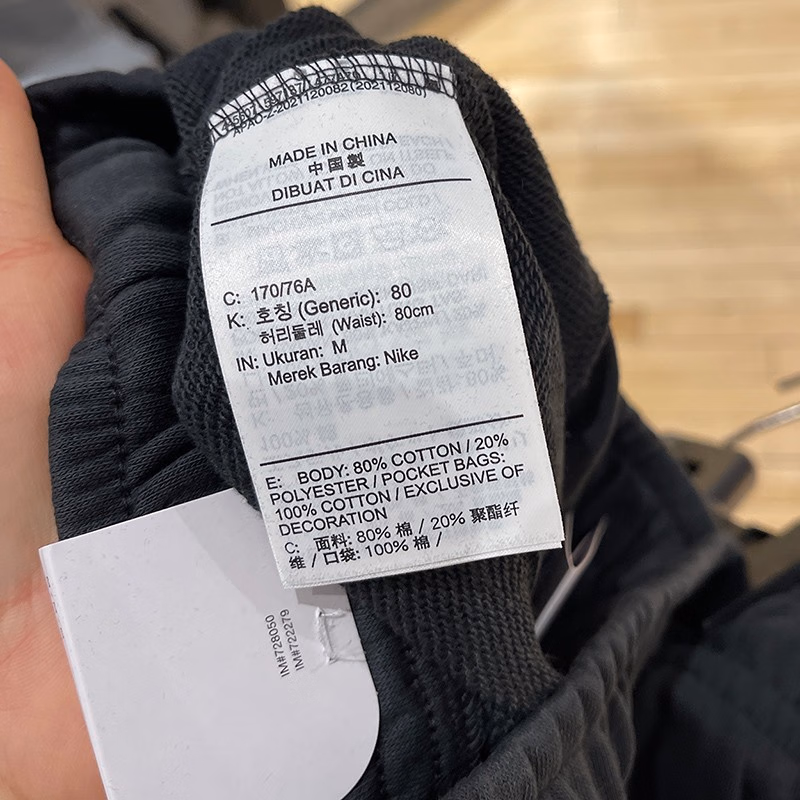 MADE IN CHINA
中国製
DIBUAT DI CINA
C: 170/76A
K: 호칭 (Generic): 80
허리둘레 (Waist): 80cm
IN: Ukuran: M
Merek Barang: Nike
E: BODY: 80% COTTON / 20%
POLYESTER / POCKET BAGS:
100% COTTON / EXCLUSIVE OF
DECORATION
C: 面料: 80% 棉 / 20% 聚酯纤
维 / 口袋: 100% 棉 /
IM#728050
IM#722279